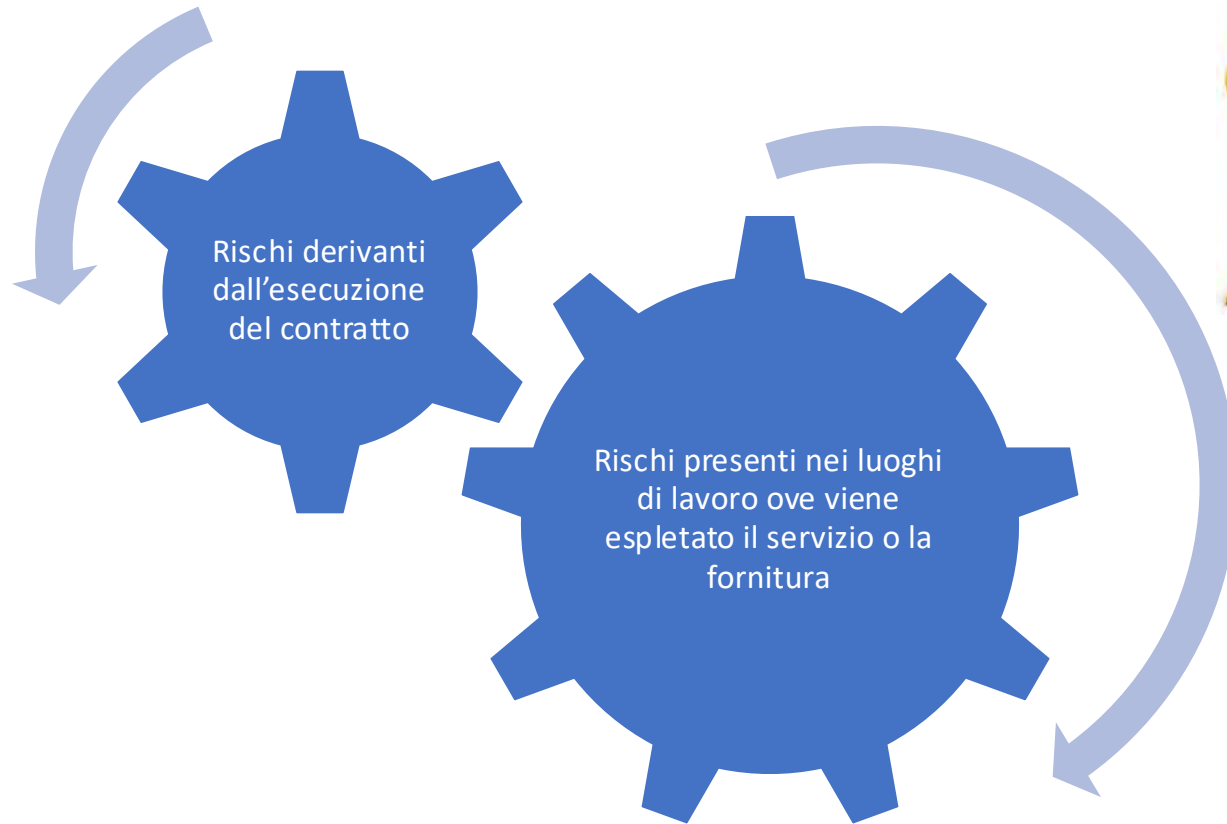 Rischi derivanti
dall’esecuzione
del contratto
Rischi presenti nei luoghi
di lavoro ove viene
espletato il servizio o la
fornitura